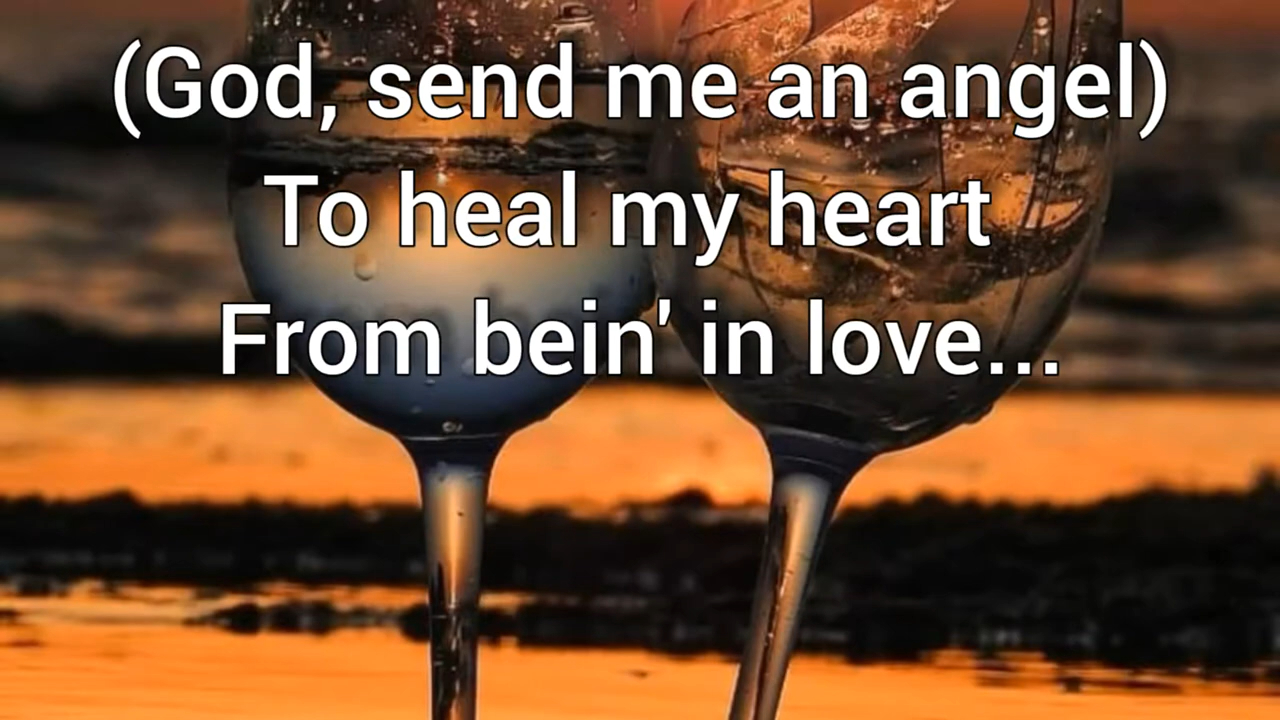 (God, send me an angel)
To heal my heart
From bein' in love...